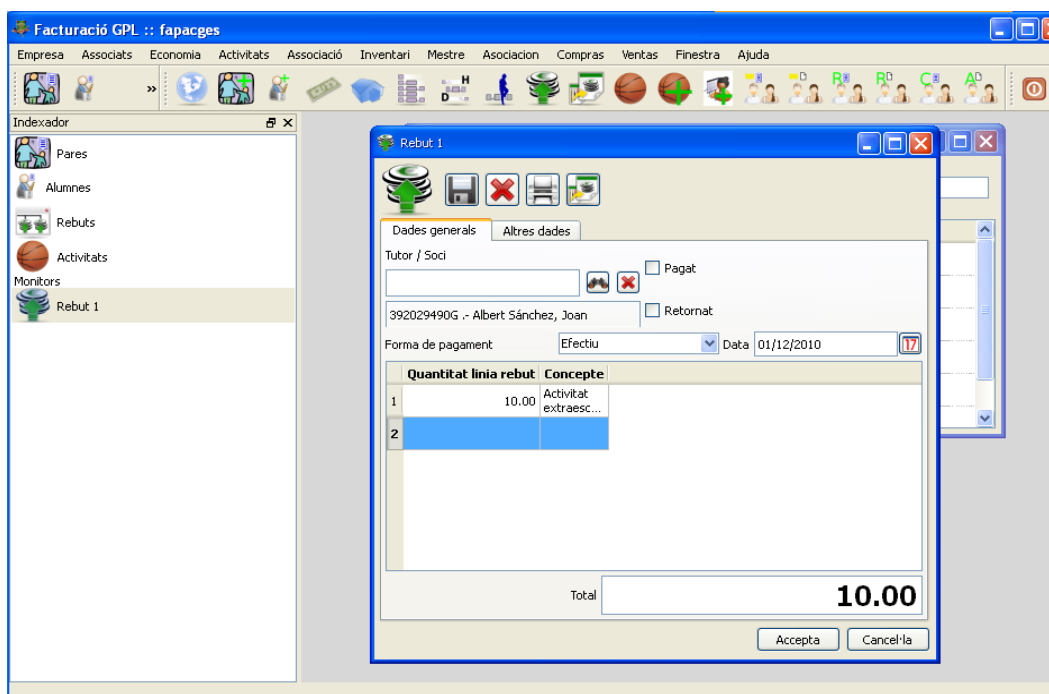 Facturació GPL :: fapacges
Empresa Associats Economia Activitats Associació Inventari Mestre Asociacion Compras Ventas Finestra Ajuda
»
H
D
R
R
D
C
A
D
Indexador
Pares
Alumnes
Rebuts
Activitats
Monitors
Rebut 1
Rebut 1
Dades generals Altres dades
Tutor / Soci
Pagat
392029490G .- Albert Sánchez, Joan
Retornat
Forma de pagament Efectiu Data 01/12/2010 17
Quantitat linia rebut Concepte
1 10.00 Activitat
extraesc...
2
Total 10.00
Accepta Cancel·la